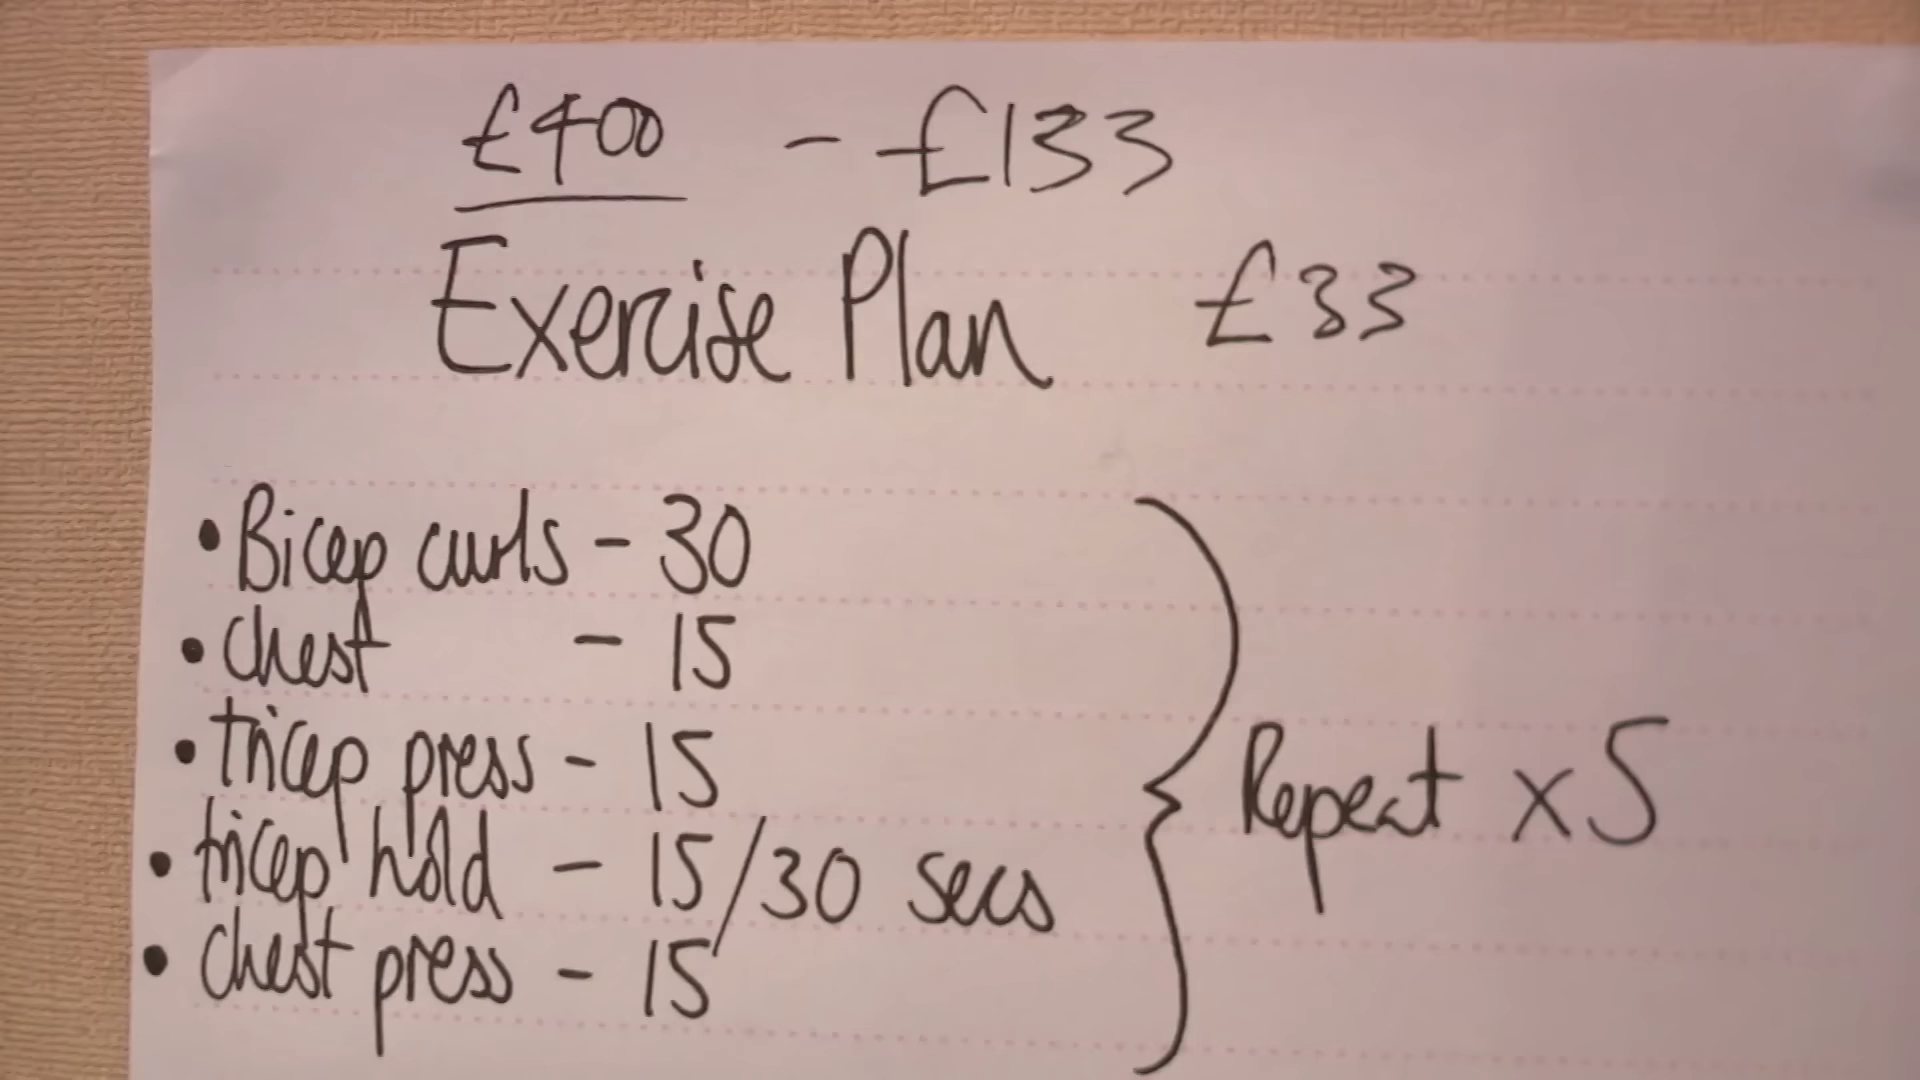 £400 - £133
Exercise Plan £33
• Bicep curls - 30
• chest - 15
• tricep press - 15
• tricep hold - 15/30 secs
• chest press - 15
Repeat x5